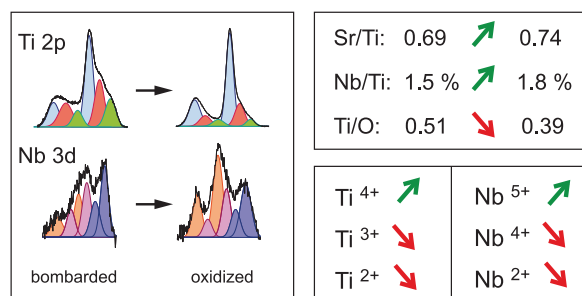 Ti 2p
Nb 3d
bombarded
oxidized
Sr/Ti: 0.69 0.74
Nb/Ti: 1.5 % 1.8 %
Ti/O: 0.51 0.39
Ti 4+ Nb 5+
Ti 3+ Nb 4+
Ti 2+ Nb 2+